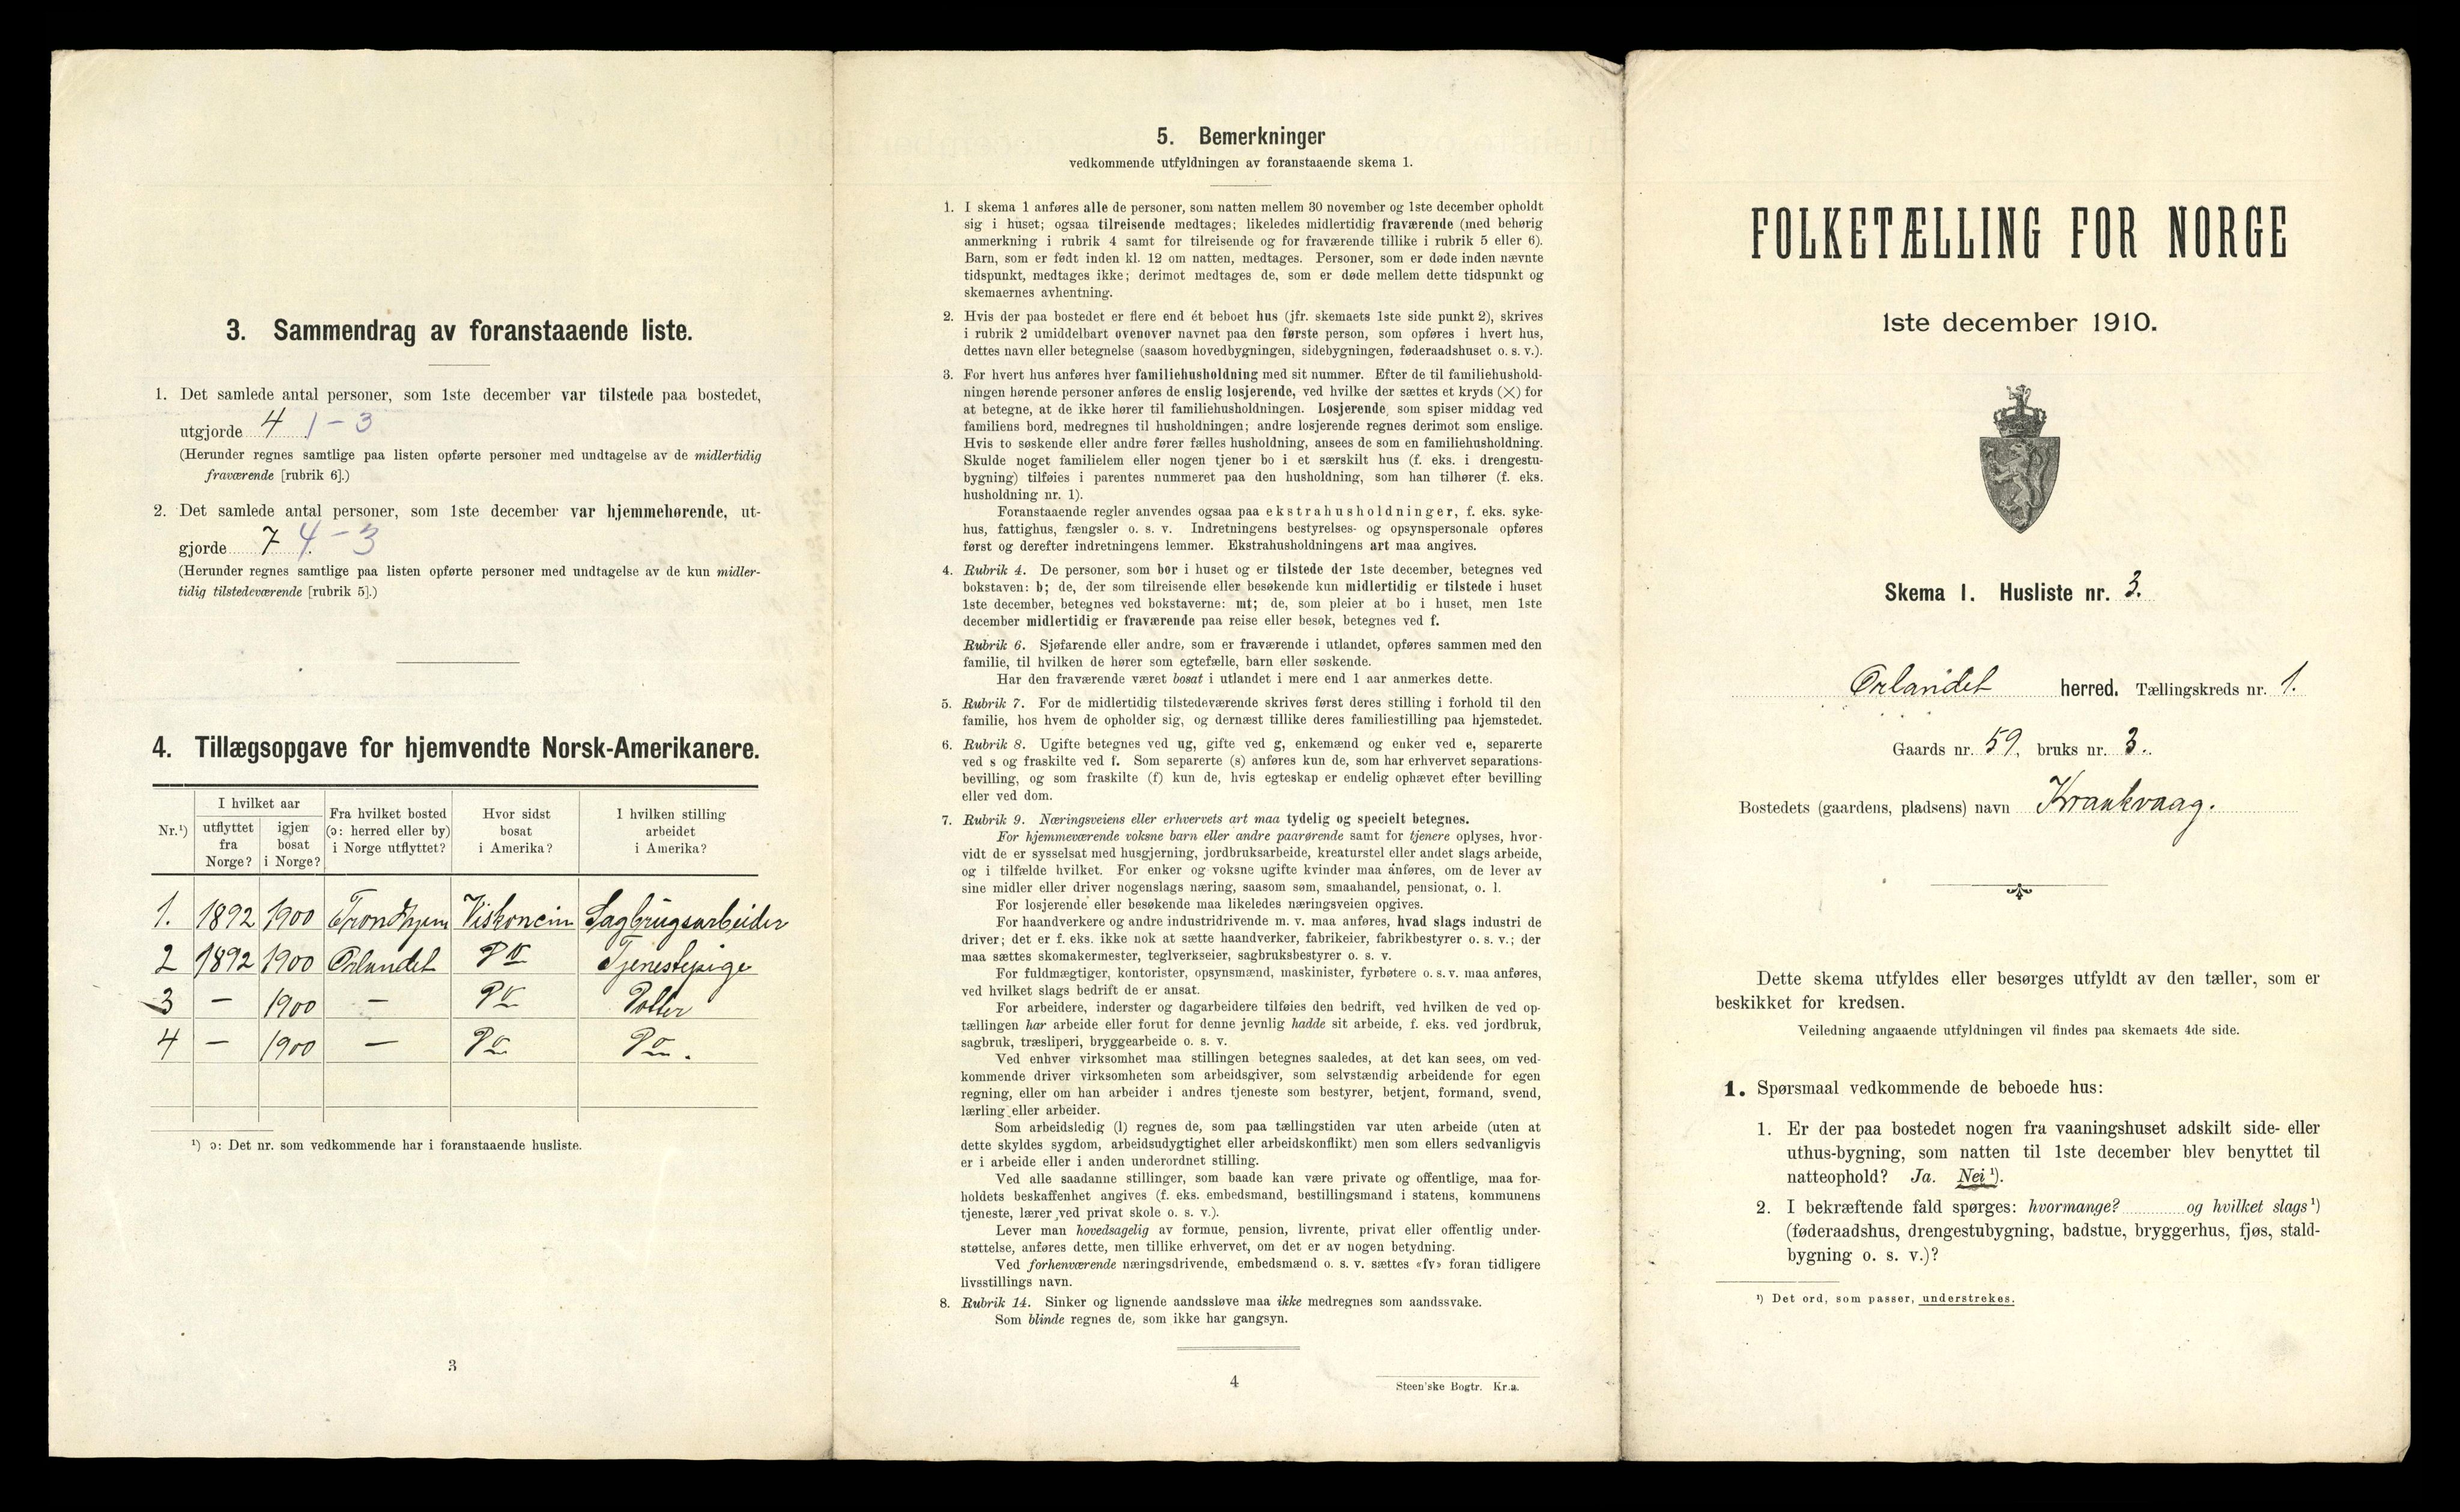 3. Sammendrag av foranstaaende liste.
1. Det samlede antal personer, som 1ste december var tilstede paa bostedet,
utgjorde 4 1-3
(Herunder regnes samtlige paa listen opførte personer med undtagelse av de midlertidig
fraværende [rubrik 6].)
2. Det samlede antal personer, som 1ste december var hjemmehørende, ut-
gjorde 7 4-3
(Herunder regnes samtlige paa listen opførte personer med undtagelse av de kun midler-
tidig tilstedeværende [rubrik 5].)
4. Tillægsopgave for hjemvendte Norsk-Amerikanere.
Nr.¹) I hvilket aar utflyttet fra Norge? igjen bosat i Norge? Fra hvilket bosted (ɔ: herred eller by) i Norge utflyttet? Hvor sidst bosat i Amerika? I hvilken stilling arbeidet i Amerika?
1. 1892 1900 Trondhjem Viskoncin Sagbrugsarbeider
2 1892 1900 Ørlandet Do Tjenestepige
3 — 1900 — Do
4 — 1900 — Do Do.
¹) ɔ: Det nr. som vedkommende har i foranstaaende husliste.
3
5. Bemerkninger
vedkommende utfyldningen av foranstaaende skema 1.
1. I skema 1 anføres alle de personer, som natten mellem 30 november og 1ste december opholdt
sig i huset; ogsaa tilreisende medtages; likeledes midlertidig fraværende (med behørig
anmerkning i rubrik 4 samt for tilreisende og for fraværende tillike i rubrik 5 eller 6).
Barn, som er født inden kl. 12 om natten, medtages. Personer, som er døde inden nævnte
tidspunkt, medtages ikke; derimot medtages de, som er døde mellem dette tidspunkt og
skemaernes avhentning.
2. Hvis der paa bostedet er flere end ét beboet hus (jfr. skemaets 1ste side punkt 2), skrives
i rubrik 2 umiddelbart ovenover navnet paa den første person, som opføres i hvert hus,
dettes navn eller betegnelse (saasom hovedbygningen, sidebygningen, føderaadshuset o. s. v.).
3. For hvert hus anføres hver familiehusholdning med sit nummer. Efter de til familiehushold-
ningen hørende personer anføres de enslig losjerende, ved hvilke der sættes et kryds (×) for
at betegne, at de ikke hører til familiehusholdningen. Losjerende, som spiser middag ved
familiens bord, medregnes til husholdningen; andre losjerende regnes derimot som enslige.
Hvis to søskende eller andre fører fælles husholdning, ansees de som en familiehusholdning.
Skulde noget familielem eller nogen tjener bo i et særskilt hus (f. eks. i drengestu-
bygning) tilføies i parentes nummeret paa den husholdning, som han tilhører (f. eks.
husholdning nr. 1).
Foranstaaende regler anvendes ogsaa paa ekstrahusholdninger, f. eks. syke-
hus, fattighus, fængsler o. s. v. Indretningens bestyrelses- og opsynspersonale opføres
først og derefter indretningens lemmer. Ekstrahusholdningens art maa angives.
4. Rubrik 4. De personer, som bor i huset og er tilstede der 1ste december, betegnes ved
bokstaven: b; de, der som tilreisende eller besøkende kun midlertidig er tilstede i huset
1ste december, betegnes ved bokstaverne: mt; de, som pleier at bo i huset, men 1ste
december midlertidig er fraværende paa reise eller besøk, betegnes ved f.
Rubrik 6. Sjøfarende eller andre, som er fraværende i utlandet, opføres sammen med den
familie, til hvilken de hører som egtefælle, barn eller søskende.
Har den fraværende været bosat i utlandet i mere end 1 aar anmerkes dette.
5. Rubrik 7. For de midlertidig tilstedeværende skrives først deres stilling i forhold til den
familie, hos hvem de opholder sig, og dernæst tillike deres familiestilling paa hjemstedet.
6. Rubrik 8. Ugifte betegnes ved ug, gifte ved g, enkemænd og enker ved e, separerte
ved s og fraskilte ved f. Som separerte (s) anføres kun de, som har erhvervet separations-
bevilling, og som fraskilte (f) kun de, hvis egteskap er endelig ophævet efter bevilling
eller ved dom.
7. Rubrik 9. Næringsveiens eller erhvervets art maa tydelig og specielt betegnes.
For hjemmeværende voksne barn eller andre paarørende samt for tjenere oplyses, hvor-
vidt de er sysselsat med husgjerning, jordbruksarbeide, kreaturstel eller andet slags arbeide,
og i tilfælde hvilket. For enker og voksne ugifte kvinder maa anføres, om de lever av
sine midler eller driver nogenslags næring, saasom søm, smaahandel, pensionat, o. l.
For losjerende eller besøkende maa likeledes næringsveien opgives.
For haandverkere og andre industridrivende m. v. maa anføres, hvad slags industri de
driver; det er f. eks. ikke nok at sætte haandverker, fabrikeier, fabrikbestyrer o. s. v.; der
maa sættes skomakermester, teglverkseier, sagbruksbestyrer o. s. v.
For fuldmægtiger, kontorister, opsynsmænd, maskinister, fyrbøtere o. s. v. maa anføres,
ved hvilket slags bedrift de er ansat.
For arbeidere, inderster og dagarbeidere tilføies den bedrift, ved hvilken de ved op-
tællingen har arbeide eller forut for denne jevnlig hadde sit arbeide, f. eks. ved jordbruk,
sagbruk, træsliperi, bryggearbeide o. s. v.
Ved enhver virksomhet maa stillingen betegnes saaledes, at det kan sees, om ved-
kommende driver virksomheten som arbeidsgiver, som selvstændig arbeidende for egen
regning, eller om han arbeider i andres tjeneste som bestyrer, betjent, formand, svend,
lærling eller arbeider.
Som arbeidsledig (l) regnes de, som paa tællingstiden var uten arbeide (uten at
dette skyldes sygdom, arbeidsudygtighet eller arbeidskonflikt) men som ellers sedvanligvis
er i arbeide eller i anden underordnet stilling.
Ved alle saadanne stillinger, som baade kan være private og offentlige, maa for-
holdets beskaffenhet angives (f. eks. embedsmand, bestillingsmand i statens, kommunens
tjeneste, lærer ved privat skole o. s. v.).
Lever man hovedsagelig av formue, pension, livrente, privat eller offentlig under-
støttelse, anføres dette, men tillike erhvervet, om det er av nogen betydning.
Ved forhenværende næringsdrivende, embedsmænd o. s. v. sættes «fv» foran tidligere
livsstillings navn.
8. Rubrik 14. Sinker og lignende aandssløve maa ikke medregnes som aandssvake.
Som blinde regnes de, som ikke har gangsyn.
4
Steen'ske Bogtr. Kr.a.
FOLKETÆLLING FOR NORGE
1ste december 1910.
Skema 1. Husliste nr. 3.
Ørlandet herred. Tællingskreds nr. 1.
Gaards nr. 59, bruks nr. 3.
Bostedets (gaardens, pladsens) navn Kraakvaag.
Dette skema utfyldes eller besørges utfyldt av den tæller, som er
beskikket for kredsen.
Veiledning angaaende utfyldningen vil findes paa skemaets 4de side.
1. Spørsmaal vedkommende de beboede hus:
1. Er der paa bostedet nogen fra vaaningshuset adskilt side- eller
uthus-bygning, som natten til 1ste december blev benyttet til
natteophold? Ja. Nei ¹).
2. I bekræftende fald spørges: hvormange? og hvilket slags ¹)
(føderaadshus, drengestubygning, badstue, bryggerhus, fjøs, stald-
bygning o. s. v.)?
¹) Det ord, som passer, understrekes.